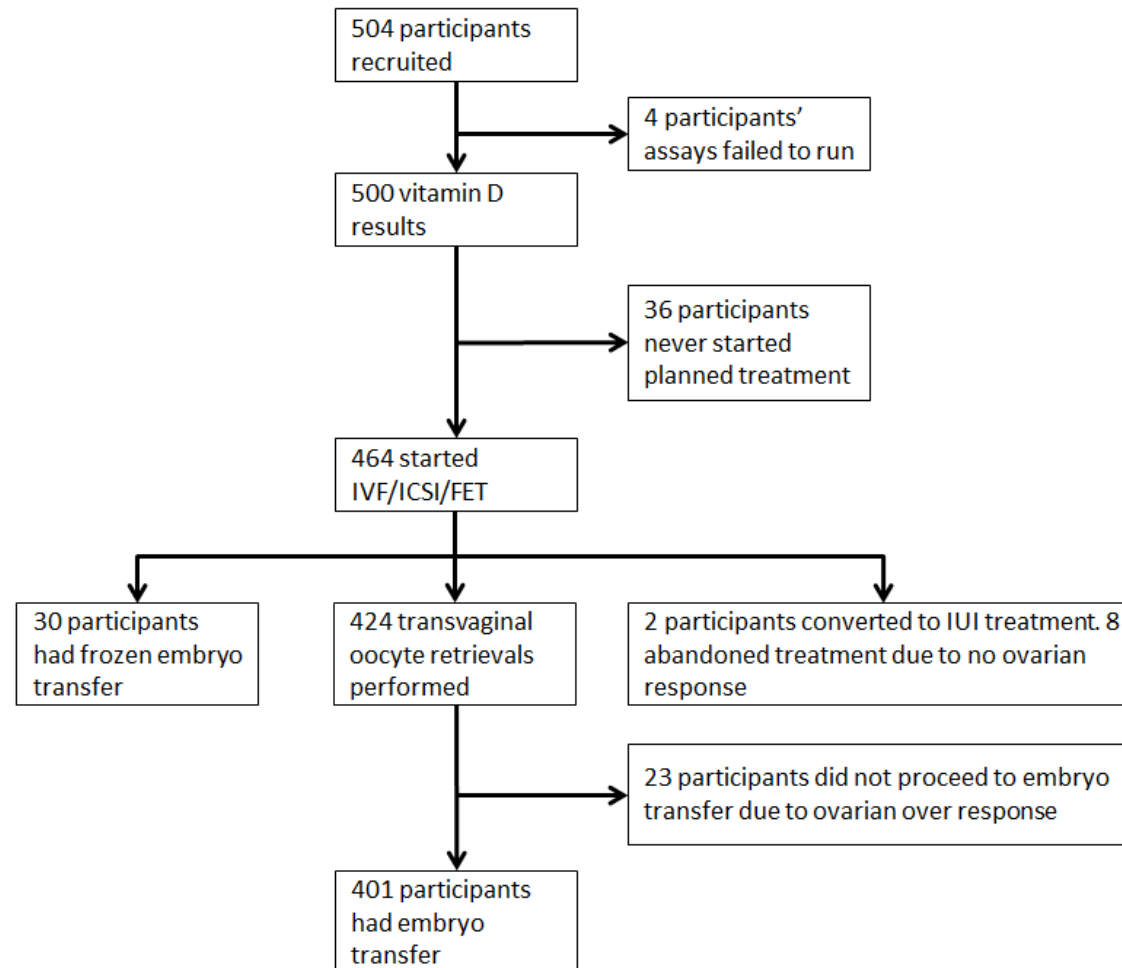 504 participants
recruited
4 participants'
assays failed to run
500 vitamin D
results
36 participants
never started
planned treatment
464 started
IVF/ICSI/FET
30 participants
had frozen embryo
transfer
424 transvaginal
oocyte retrievals
performed
2 participants converted to IUI treatment. 8
abandoned treatment due to no ovarian
response
23 participants did not proceed to embryo
transfer due to ovarian over response
401 participants
had embryo
transfer